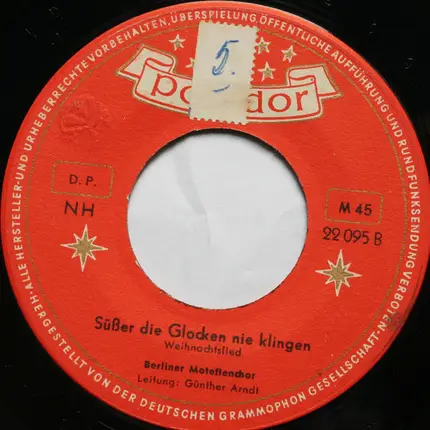 ALLE HERSTELLER- UND URHEBERRECHTE VORBEHALTEN. ÜBERSPIELUNG, ÖFFENTLICHE AUFFÜHRUNG UND RUNDFUNKSENDUNG VERBOTEN
5.
D. P.
NH
M 45
22 095 B
Süßer die Glocken nie klingen
Weihnachtslied
Berliner Motettenchor
Leitung: Günther Arndt
HERGESTELLT VON DER DEUTSCHEN GRAMMOPHON GESELLSCHAFT